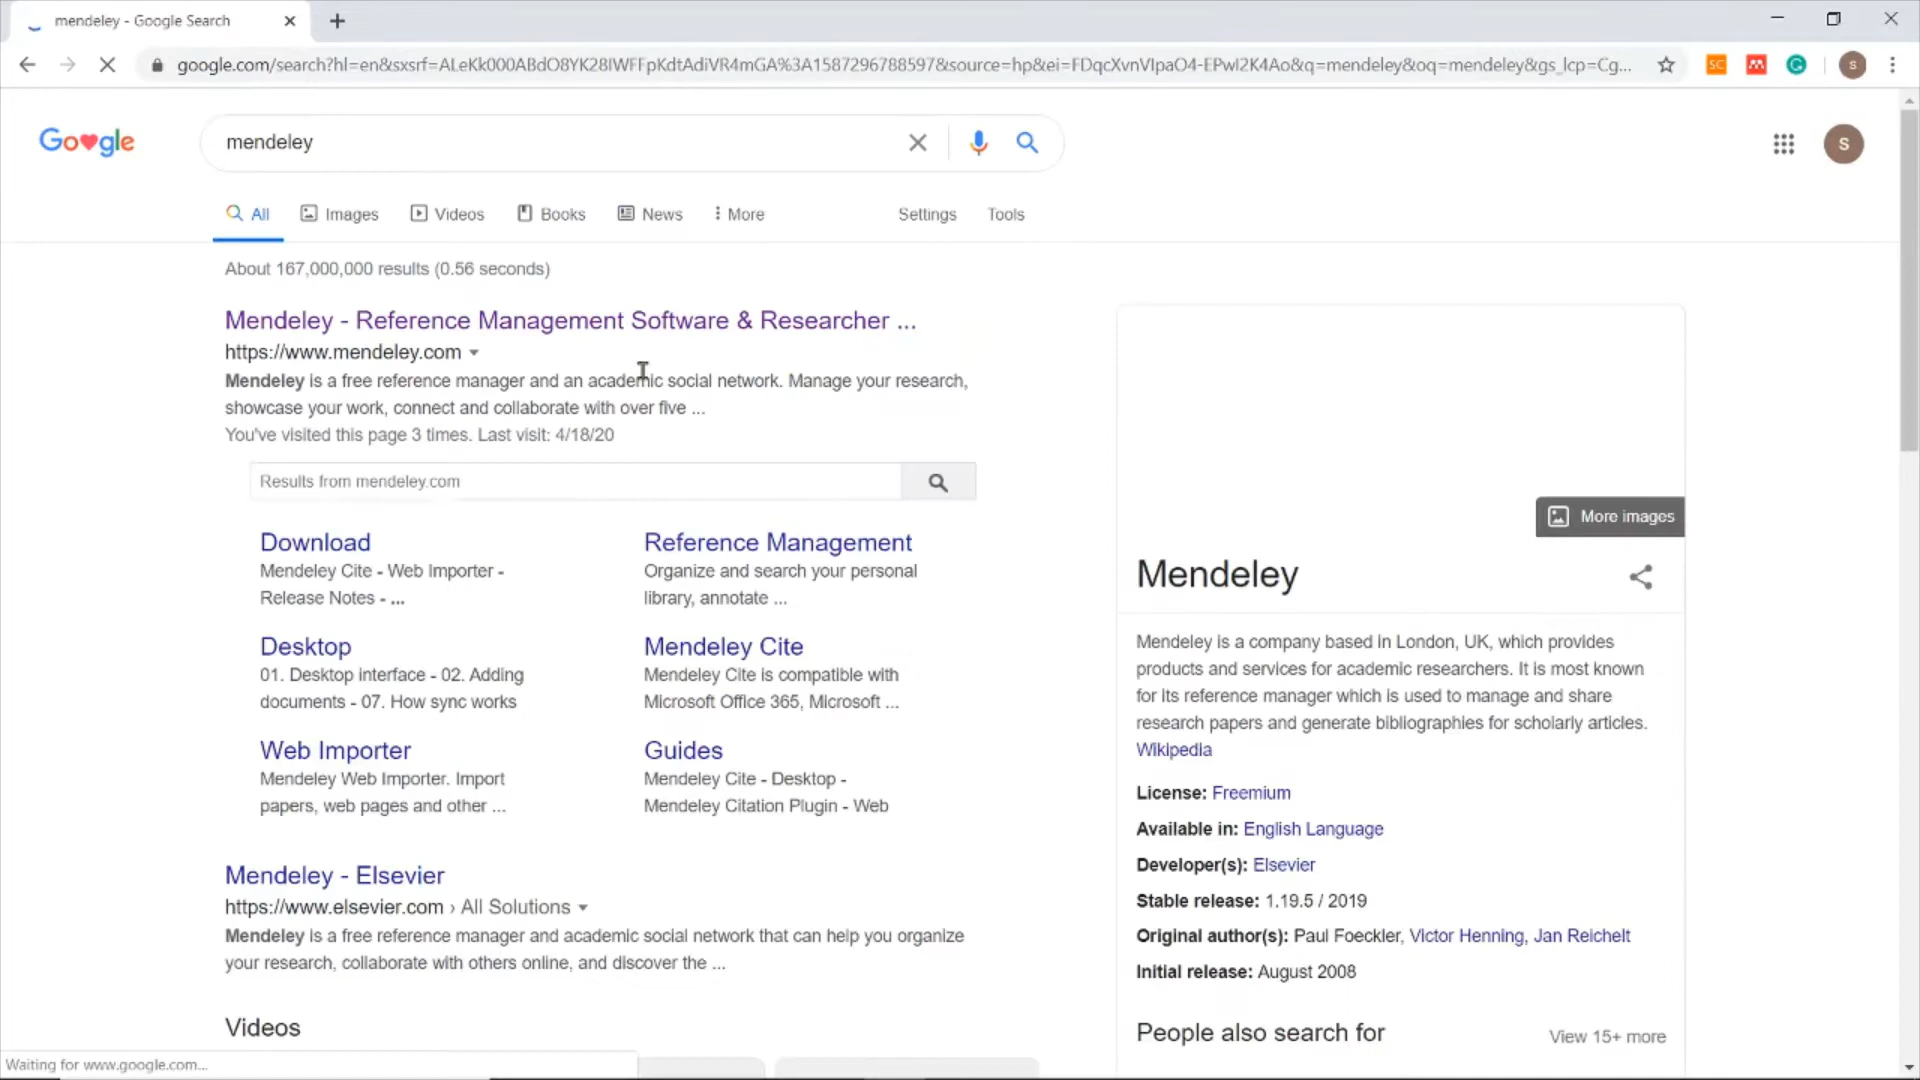 mendeley - Google Search
google.com/search?hl=en&sxsrf=ALeKk000ABdO8YK28IWFFpKdtAdiVR4mGA%3A1587296788597&source=hp&ei=FDqcXvnVIpaO4-EPwI2K4Ao&q=mendeley&oq=mendeley&gs_lcp=Cg...
SC
S
Google
mendeley
S
All Images Videos Books News More Settings Tools
About 167,000,000 results (0.56 seconds)
Mendeley - Reference Management Software & Researcher ...
https://www.mendeley.com
Mendeley is a free reference manager and an academic social network. Manage your research,
showcase your work, connect and collaborate with over five ...
You've visited this page 3 times. Last visit: 4/18/20
Results from mendeley.com
Download
Mendeley Cite - Web Importer -
Release Notes - ...
Reference Management
Organize and search your personal
library, annotate ...
Desktop
01. Desktop interface - 02. Adding
documents - 07. How sync works
Mendeley Cite
Mendeley Cite is compatible with
Microsoft Office 365, Microsoft ...
Web Importer
Mendeley Web Importer. Import
papers, web pages and other ...
Guides
Mendeley Cite - Desktop -
Mendeley Citation Plugin - Web
Mendeley - Elsevier
https://www.elsevier.com › All Solutions
Mendeley is a free reference manager and academic social network that can help you organize
your research, collaborate with others online, and discover the ...
Videos
More images
Mendeley
Mendeley is a company based in London, UK, which provides
products and services for academic researchers. It is most known
for its reference manager which is used to manage and share
research papers and generate bibliographies for scholarly articles.
Wikipedia
License: Freemium
Available in: English Language
Developer(s): Elsevier
Stable release: 1.19.5 / 2019
Original author(s): Paul Foeckler, Victor Henning, Jan Reichelt
Initial release: August 2008
People also search for
View 15+ more
Waiting for www.google.com...